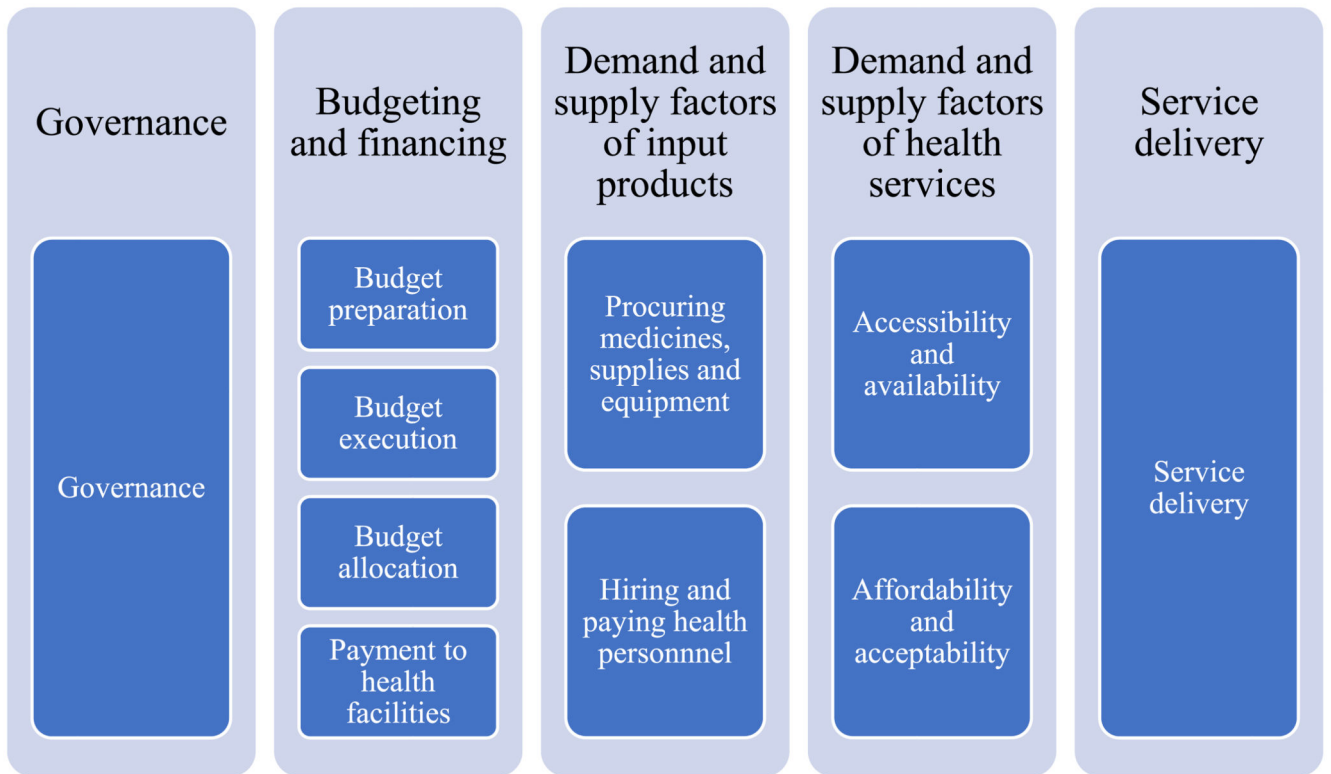 Governance
Governance
Budgeting
and financing
Budget
preparation
Budget
execution
Budget
allocation
Payment to
health
facilities
Demand and
supply factors
of input
products
Procuring
medicines,
supplies and
equipment
Hiring and
paying health
personnnel
Demand and
supply factors
of health
services
Accessibility
and
availability
Affordability
and
acceptability
Service
delivery
Service
delivery